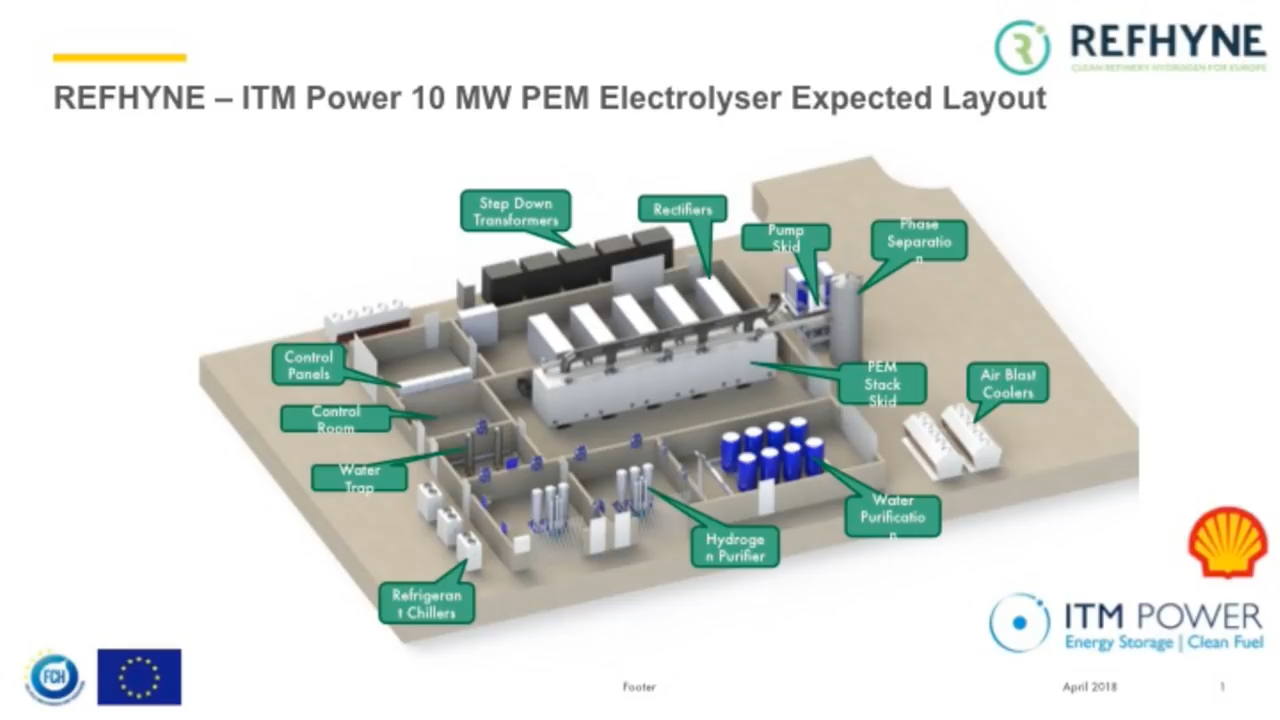 REFHYNE
CLEAN REFINERY HYDROGEN FOR EUROPE
REFHYNE – ITM Power 10 MW PEM Electrolyser Expected Layout
Step Down
Transformers
Rectifiers
Pump
Skid
Phase
Separatio
n
Control
Panels
PEM
Stack
Skid
Air Blast
Coolers
Control
Room
Water
Trap
Water
Purificatio
n
Hydroge
n Purifier
Refrigeran
t Chillers
ITM POWER
Energy Storage | Clean Fuel
FCH
Footer
April 2018
1